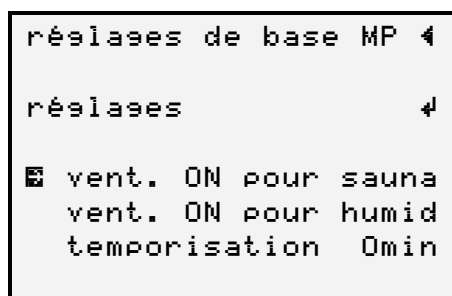 réglages de base MP
réglages
vent. ON pour sauna
vent. ON pour humid
temporisation 0min